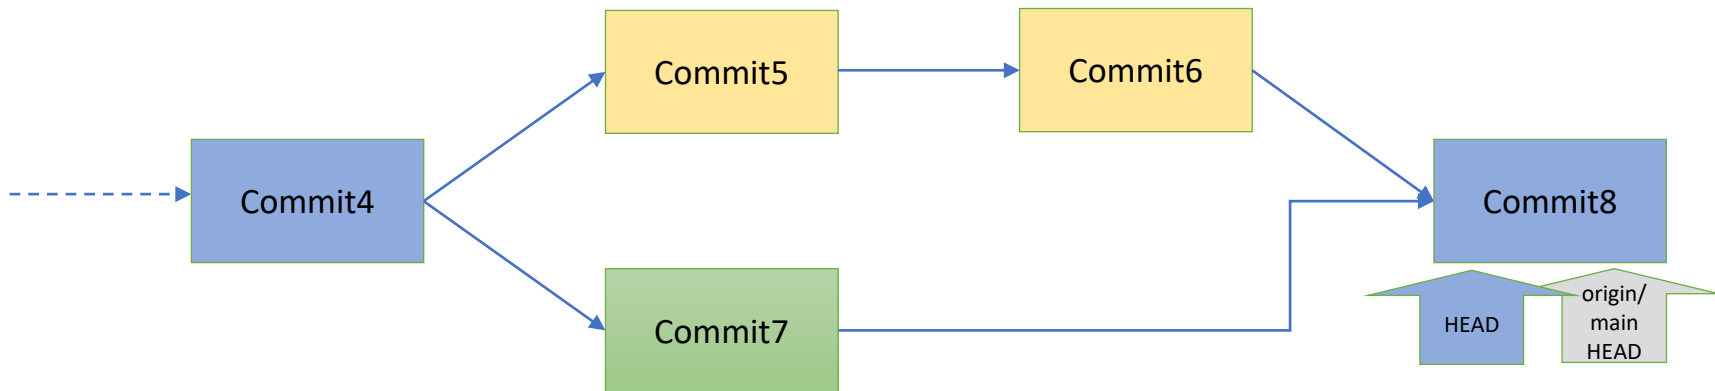 Commit5
Commit6
Commit4
Commit8
Commit7
HEAD
origin/
main
HEAD